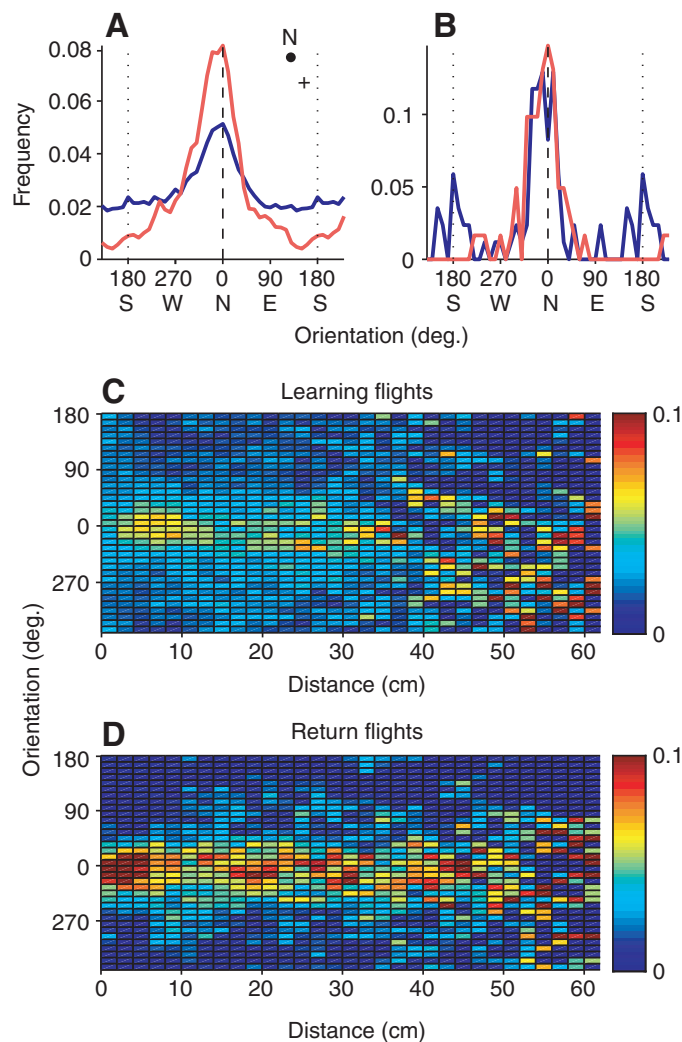 A
B
N
+
0.08
0.06
0.04
0.02
0
Frequency
0.1
0.05
0
180 270 0 90 180
S W N E S
180 270 0 90 180
S W N E S
Orientation (deg.)
C
Learning flights
180
90
0
270
0.1
0
0 10 20 30 40 50 60
Distance (cm)
Orientation (deg.)
D
Return flights
180
90
0
270
0.1
0
0 10 20 30 40 50 60
Distance (cm)